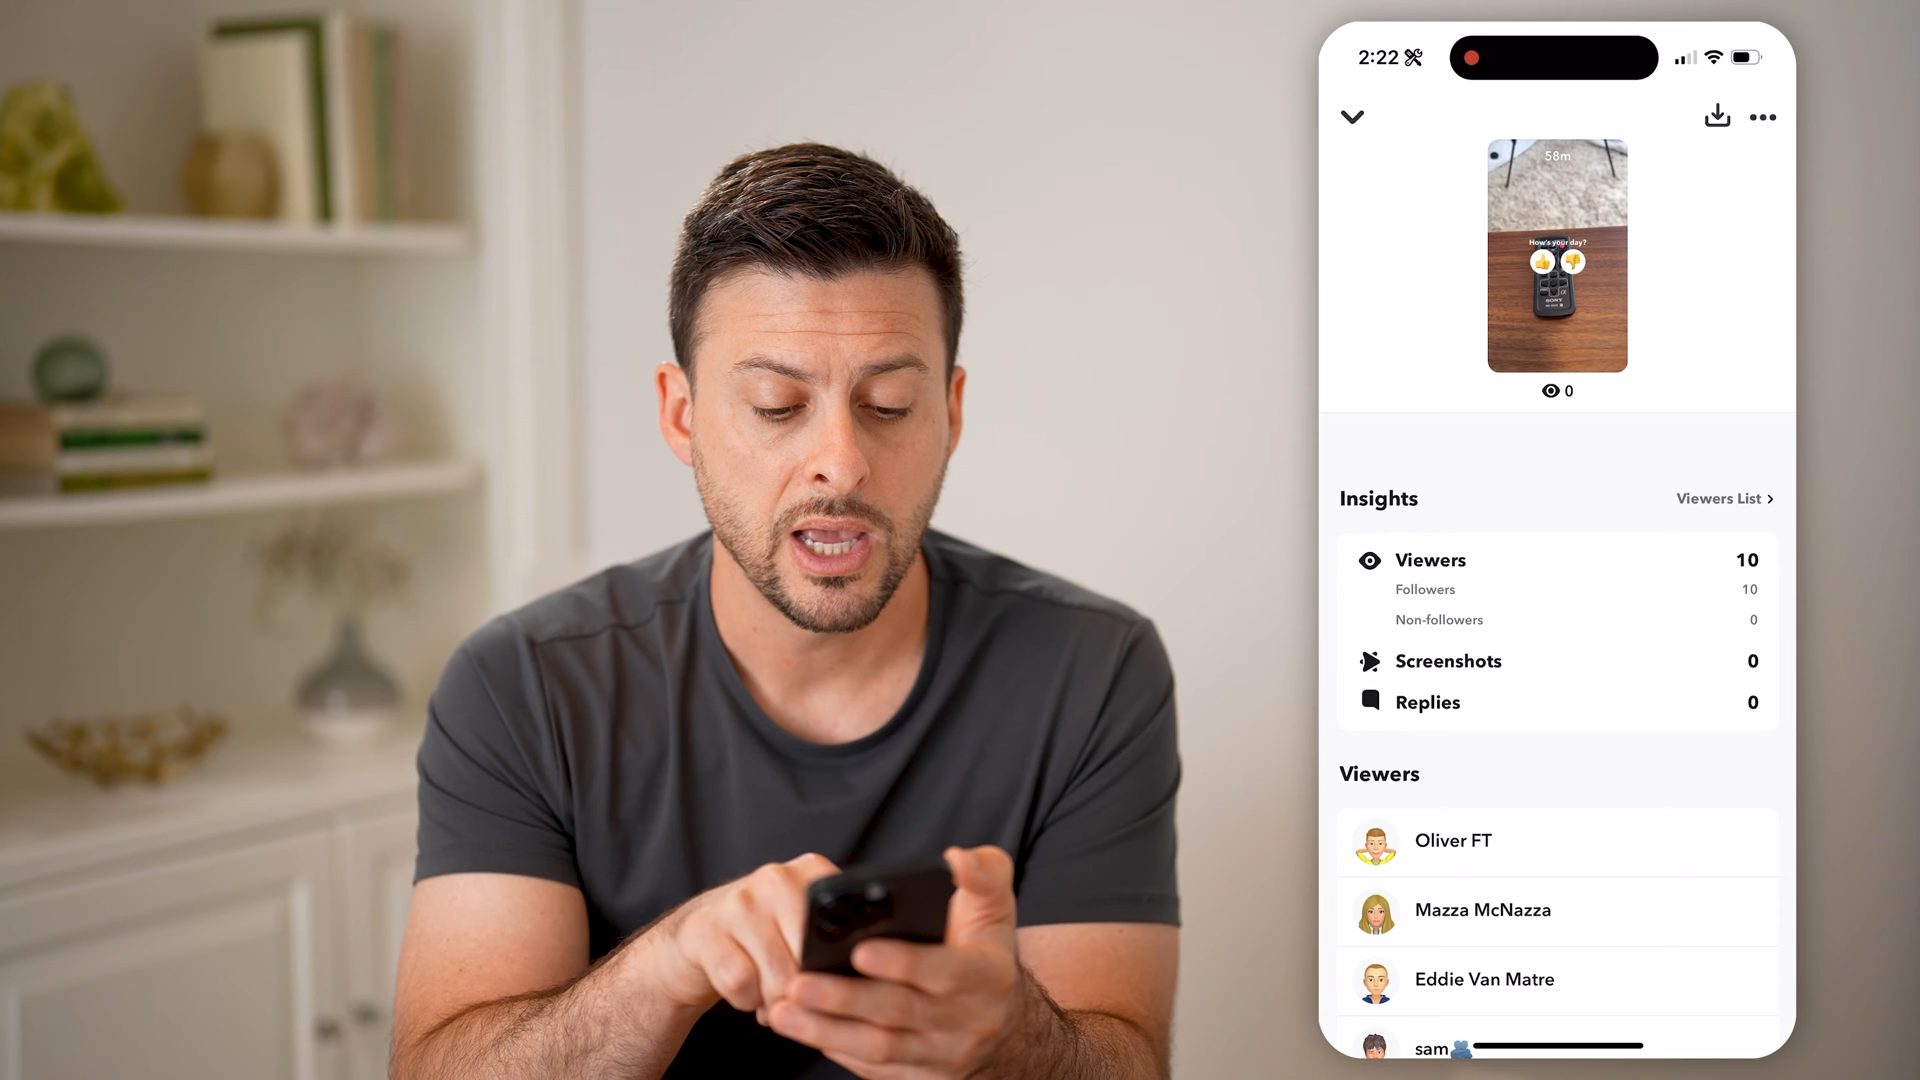 2:22
58m
How's your day?
SONY
0
Insights
Viewers List
Viewers 10
Followers 10
Non-followers 0
Screenshots 0
Replies 0
Viewers
Oliver FT
Mazza McNazza
Eddie Van Matre
sam